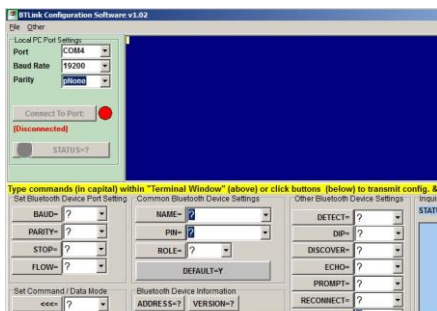 BTLink Configuration Software v1.02
File Other
Local PC Port Settings
Port COM4
Baud Rate 19200
Parity pNone
Connect To Port:
(Disconnected)
STATUS=?
Type commands (in capital) within "Terminal Window" (above) or click buttons (below) to transmit config. &
Set Bluetooth Device Port Setting Common Bluetooth Device Settings Other Bluetooth Device Settings Inqui
STAT
BAUD= ? NAME= ? DETECT= ?
PARITY= ? PIN= ? DIP= ?
STOP= ? ROLE= ? DISCOVER= ?
FLOW= ? DEFAULT=Y ECHO= ?
PROMPT= ?
Set Command / Data Mode Bluetooth Device Information
<<<= ? ADDRESS=? VERSION=? RECONNECT= ?